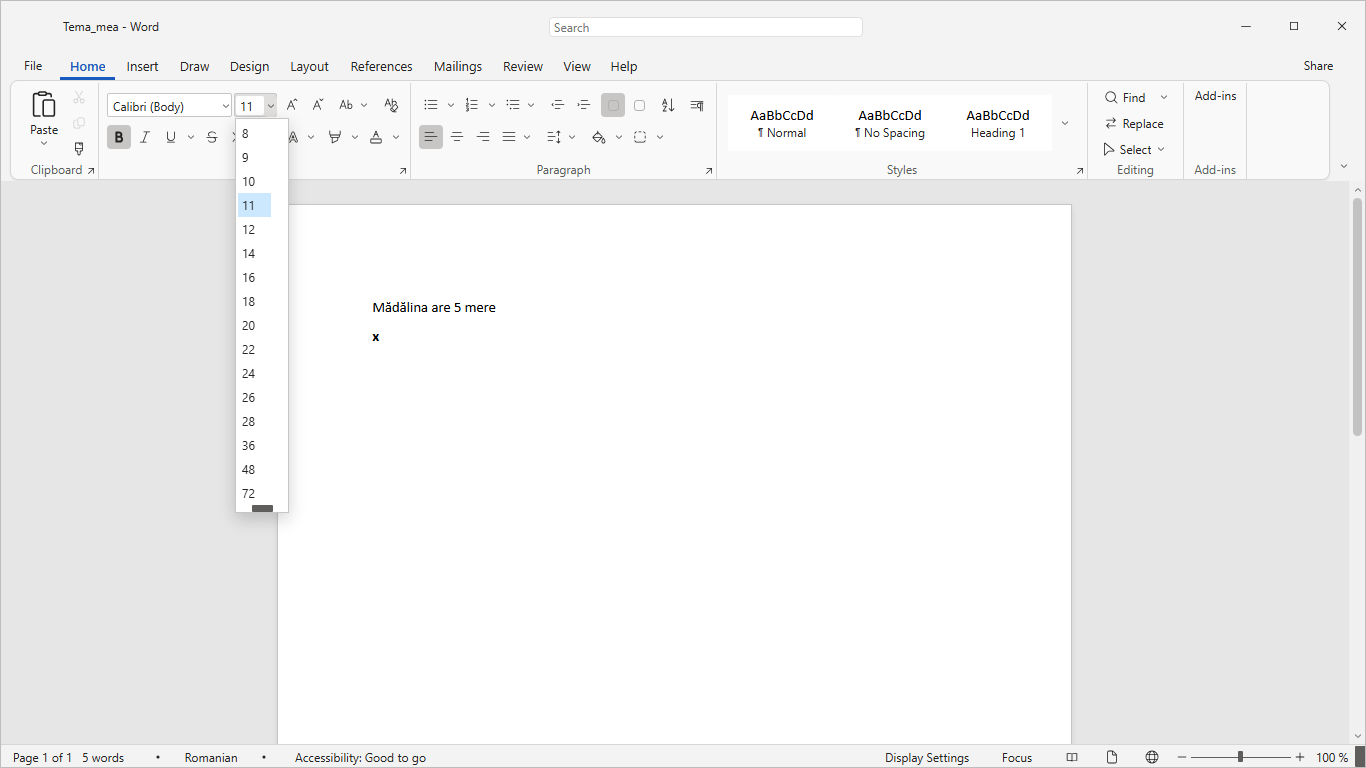 Tema_mea - Word
Search
File Home Insert Draw Design Layout References Mailings Review View Help Share
Paste
Clipboard
Calibri (Body) 11
B I U S
Ab
A
8
9
10
11
12
14
16
18
20
22
24
26
28
36
48
72
Paragraph
AaBbCcDd AaBbCcDd AaBbCcDd
¶ Normal ¶ No Spacing Heading 1
Styles
Find
Replace
Select
Editing
Add-ins
Add-ins
Mădălina are 5 mere
x
Page 1 of 1 5 words • Romanian • Accessibility: Good to go Display Settings Focus 100 %